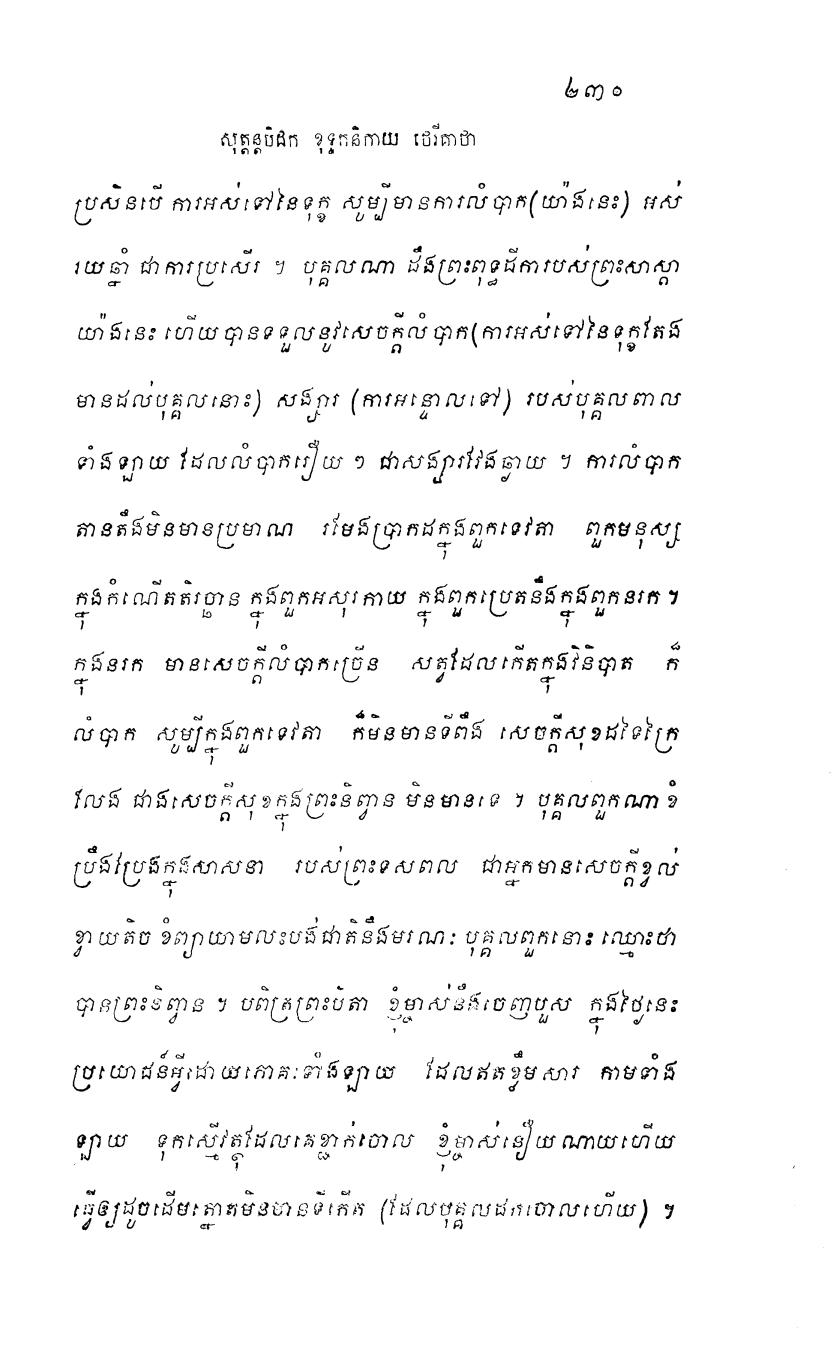 ២៣០
សុត្តន្តបិដក ខុទ្ទកនិកាយ ថេរីគាថា
ប្រសិនបើ ការអស់ទៅនៃទុក្ខ សូម្បីមានការលំបាក(យ៉ាងនេះ) អស់
រយឆ្នាំ ជាការប្រសើរ ។ បុគ្គលណា ដឹងព្រះពុទ្ធដីការបស់ព្រះសាស្តា
យ៉ាងនេះ ហើយបានទទួលនូវសេចក្តីលំបាក(ការអស់ទៅនៃទុក្ខតែង
មានដល់បុគ្គលនោះ) សង្សារ (ការអន្ទោលទៅ) របស់បុគ្គលពាល
ទាំងឡាយ ដែលលំបាករឿយ ៗ ជាសង្សារវែងឆ្ងាយ ។ ការលំបាក
តានតឹងមិនមានប្រមាណ រមែងប្រាកដក្នុងពួកទេវតា ពួកមនុស្ស
ក្នុងកំណើតតិរច្ឆាន ក្នុងពួកអសុរកាយ ក្នុងពួកប្រេតនឹងក្នុងពួកនរក ។
ក្នុងនរក មានសេចក្តីលំបាកច្រើន សត្វដែលកើតក្នុងវិនិបាត ក៏
លំបាក សូម្បីក្នុងពួកទេវតា ក៏មិនមានទីពឹង សេចក្តីសុខដទៃក្រៃ
លែង ជាងសេចក្តីសុខក្នុងព្រះនិព្វាន មិនមានទេ ។ បុគ្គលពួកណា ខំ
ប្រឹងប្រែងក្នុងសាសនា របស់ព្រះទសពល ជាអ្នកមានសេចក្តីខ្វល់
ខ្វាយតិច ខំព្យាយាមលះបង់ជាតិនឹងមរណៈ បុគ្គលពួកនោះ ឈ្មោះថា
បានព្រះនិព្វាន ។ បពិត្រព្រះបិតា ខ្ញុំម្ចាស់នឹងចេញបួស ក្នុងថ្ងៃនេះ
ប្រយោជន៍អ្វីដោយភោគៈទាំងឡាយ ដែលឥតខ្លឹមសារ កាមទាំង
ឡាយ ទុកស្មើវត្ថុដែលគេខ្ជាក់ចោល ខ្ញុំម្ចាស់នឿយណាយហើយ
ធ្វើឲ្យដូចដើមត្នោតមិនមានទីកើត (ដែលបុគ្គលដកចោលហើយ) ។